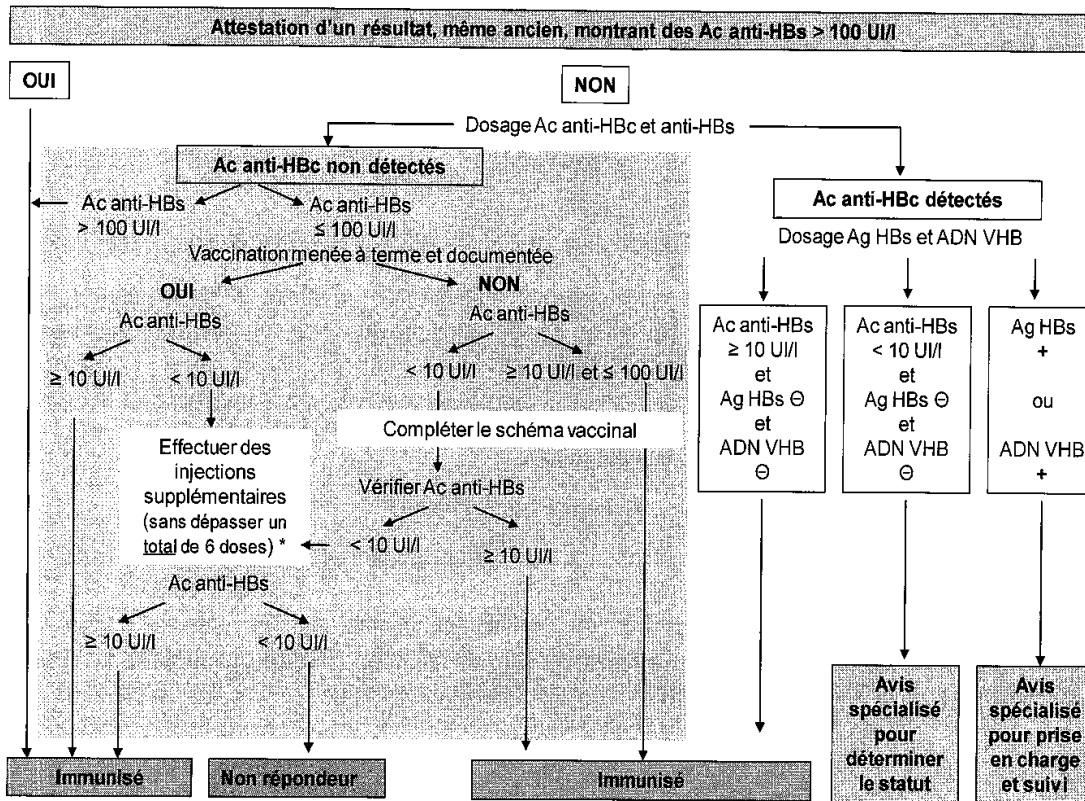 Attestation d'un résultat, même ancien, montrant des Ac anti-HBs > 100 UI/l
OUI
NON
Dosage Ac anti-HBc et anti-HBs
Ac anti-HBc non détectés
Ac anti-HBs
> 100 UI/l
Ac anti-HBs
≤ 100 UI/l
Vaccination menée à terme et documentée
OUI
Ac anti-HBs
≥ 10 UI/l
< 10 UI/l
NON
Ac anti-HBs
< 10 UI/l
≥ 10 UI/l et ≤ 100 UI/l
Effectuer des
injections
supplémentaires
(sans dépasser un
total de 6 doses) *
Compléter le schéma vaccinal
Vérifier Ac anti-HBs
< 10 UI/l
≥ 10 UI/l
Ac anti-HBs
≥ 10 UI/l
< 10 UI/l
Ac anti-HBc détectés
Dosage Ag HBs et ADN VHB
Ac anti-HBs
≥ 10 UI/l
et
Ag HBs ⊖
et
ADN VHB
⊖
Ac anti-HBs
< 10 UI/l
et
Ag HBs ⊖
et
ADN VHB
⊖
Ag HBs
+
ou
ADN VHB
+
Immunisé
Non répondeur
Immunisé
Avis
spécialisé
pour
déterminer
le statut
Avis
spécialisé
pour prise
en charge
et suivi